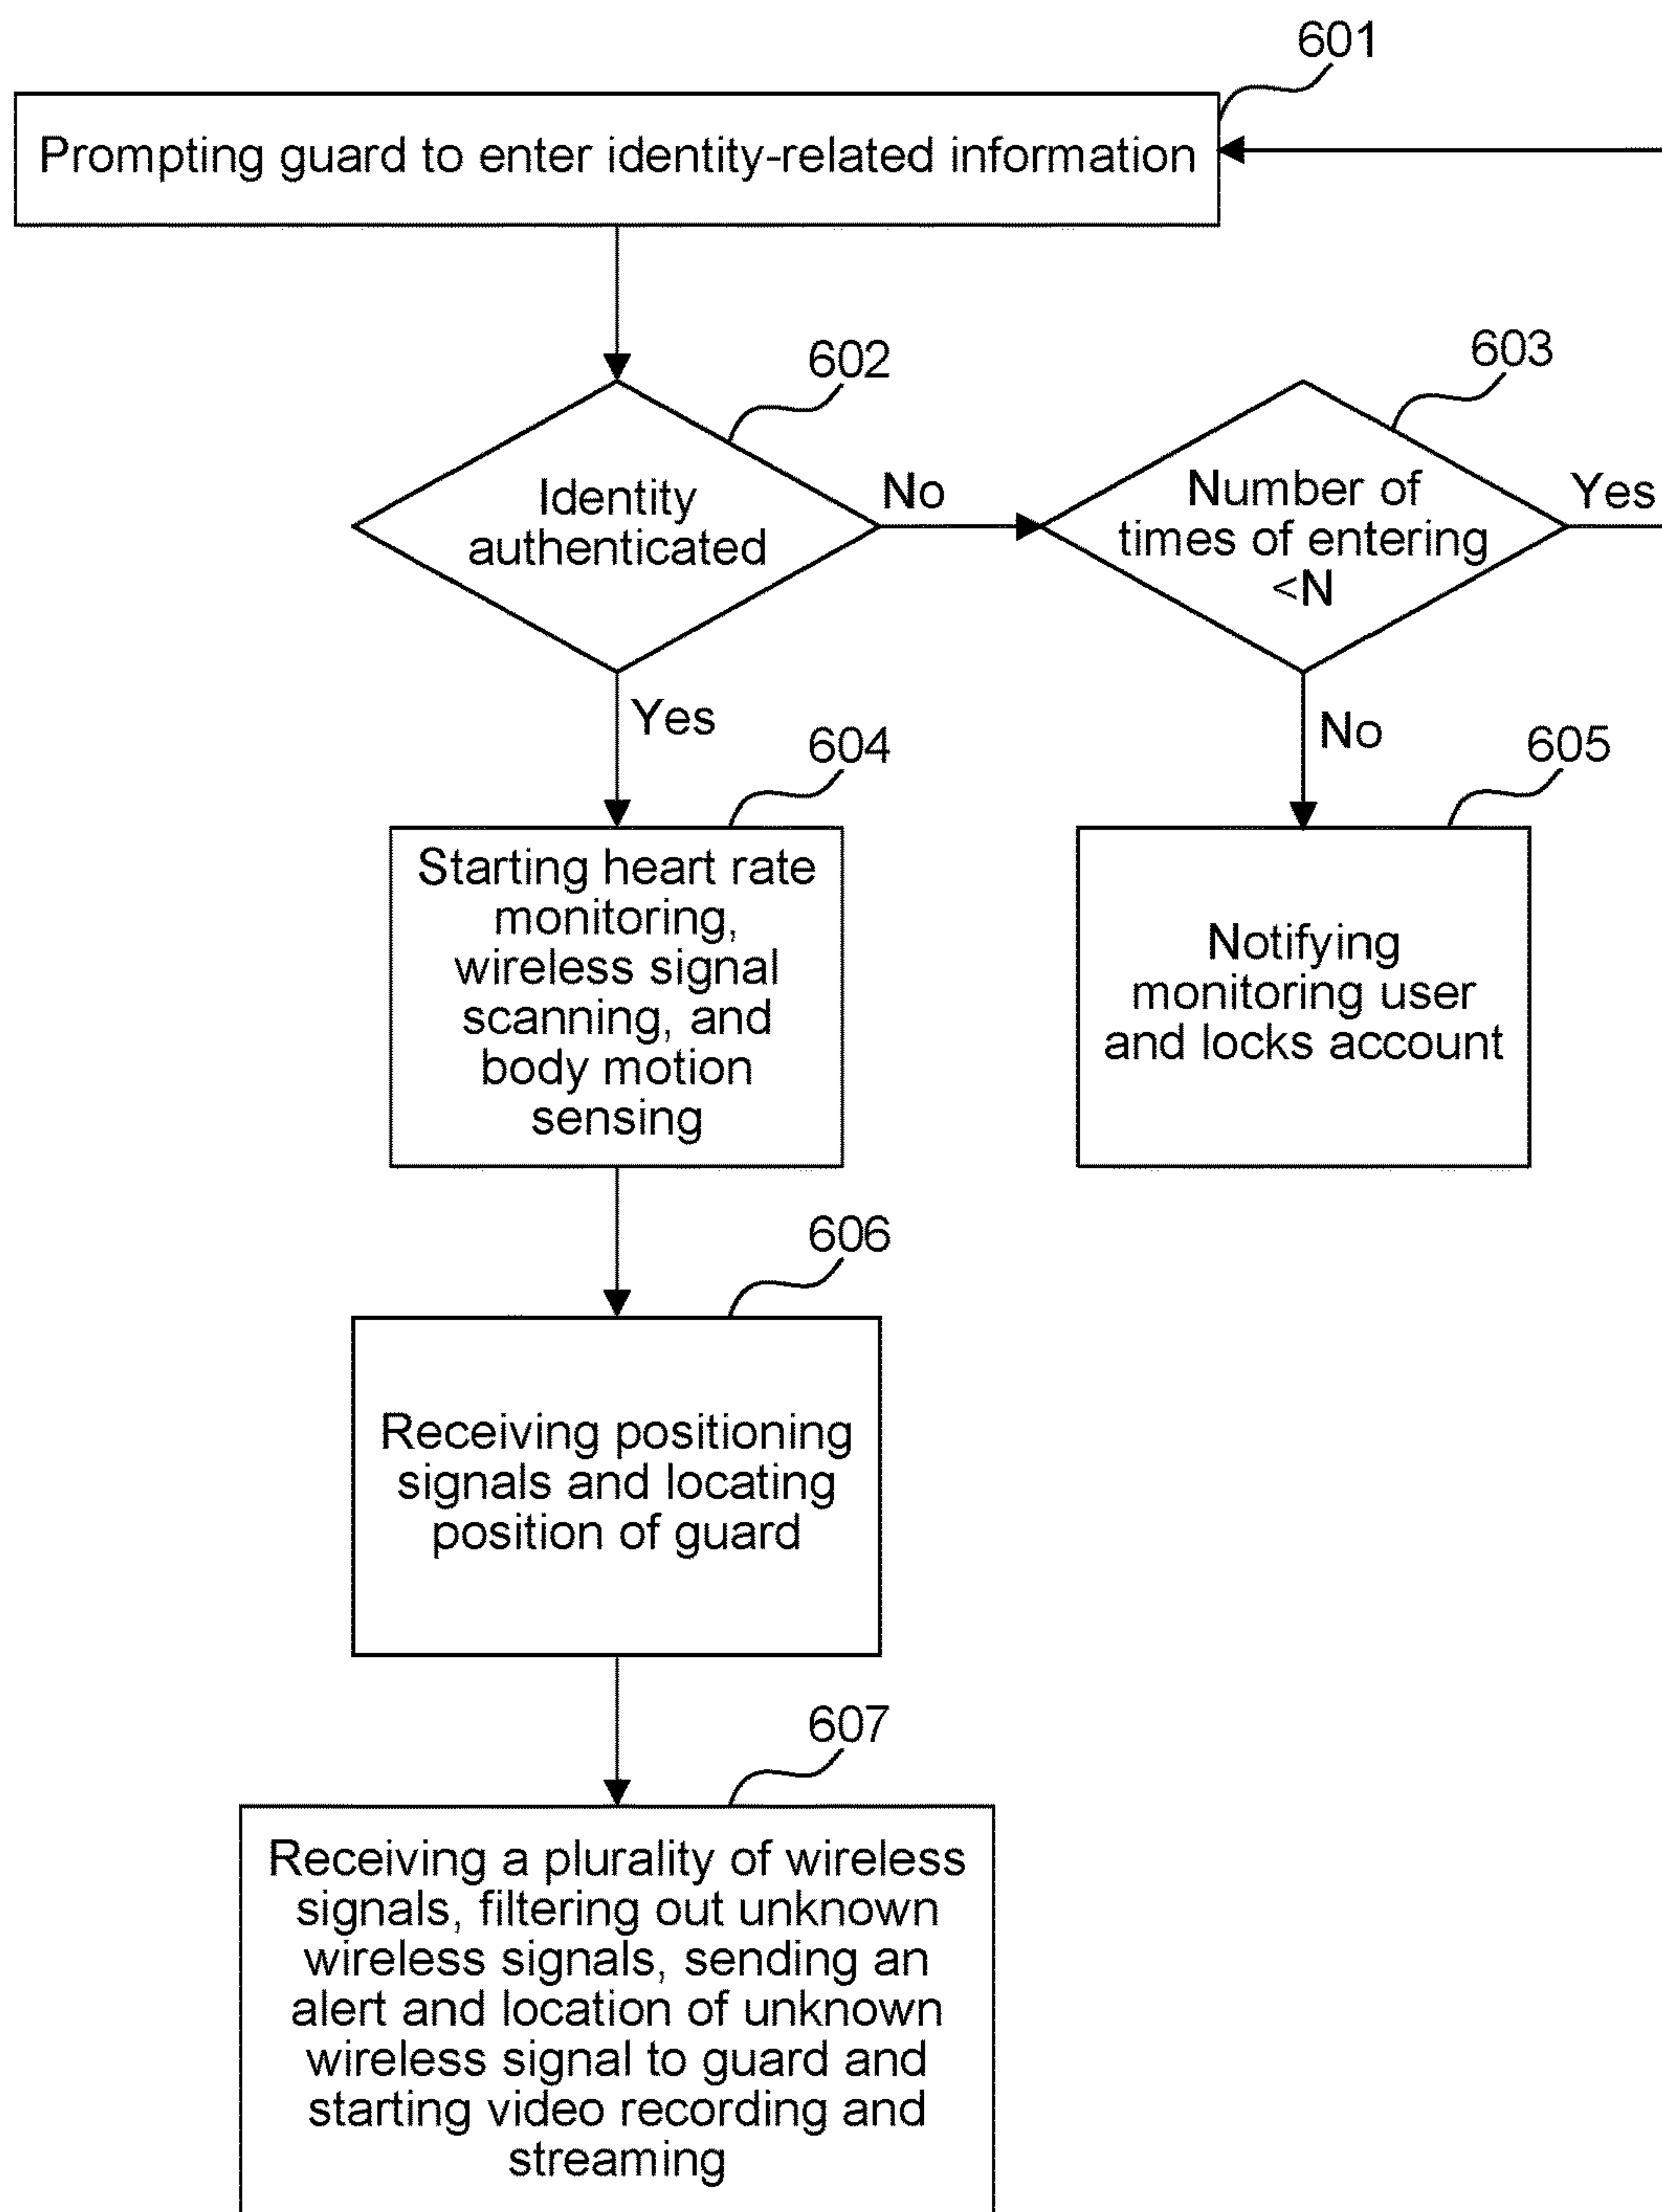 601
Prompting guard to enter identity-related information
602
603
Identity
authenticated
No
Number of
times of entering
<N
Yes
Yes
No
604
605
Starting heart rate
monitoring,
wireless signal
scanning, and
body motion
sensing
Notifying
monitoring user
and locks account
606
Receiving positioning
signals and locating
position of guard
607
Receiving a plurality of wireless
signals, filtering out unknown
wireless signals, sending an
alert and location of unknown
wireless signal to guard and
starting video recording and
streaming